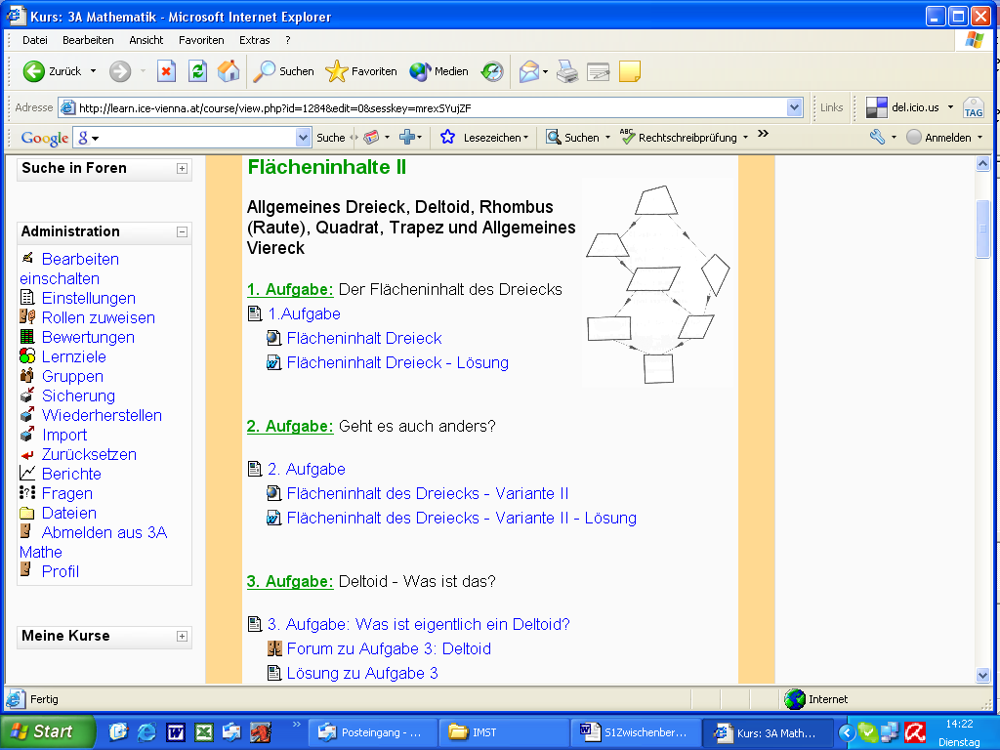 Kurs: 3A Mathematik - Microsoft Internet Explorer
Datei Bearbeiten Ansicht Favoriten Extras ?
Zurück Suchen Favoriten Medien
Adresse http://learn.ice-vienna.at/course/view.php?id=1284&edit=0&sesskey=mrexSYujZF Links del.icio.us TAG
Google g Suche Lesezeichen Suchen ABC Rechtschreibprüfung » Anmelden
Suche in Foren
Administration
Bearbeiten
einschalten
Einstellungen
Rollen zuweisen
Bewertungen
Lernziele
Gruppen
Sicherung
Wiederherstellen
Import
Zurücksetzen
Berichte
Fragen
Dateien
Abmelden aus 3A
Mathe
Profil
Meine Kurse
Flächeninhalte II
Allgemeines Dreieck, Deltoid, Rhombus
(Raute), Quadrat, Trapez und Allgemeines
Viereck
1. Aufgabe: Der Flächeninhalt des Dreiecks
1.Aufgabe
Flächeninhalt Dreieck
Flächeninhalt Dreieck - Lösung
2. Aufgabe: Geht es auch anders?
2. Aufgabe
Flächeninhalt des Dreiecks - Variante II
Flächeninhalt des Dreiecks - Variante II - Lösung
3. Aufgabe: Deltoid - Was ist das?
3. Aufgabe: Was ist eigentlich ein Deltoid?
Forum zu Aufgabe 3: Deltoid
Lösung zu Aufgabe 3
Fertig Internet
Start » Posteingang - ... IMST S1Zwischenber... Kurs: 3A Math... 14:22
Dienstag